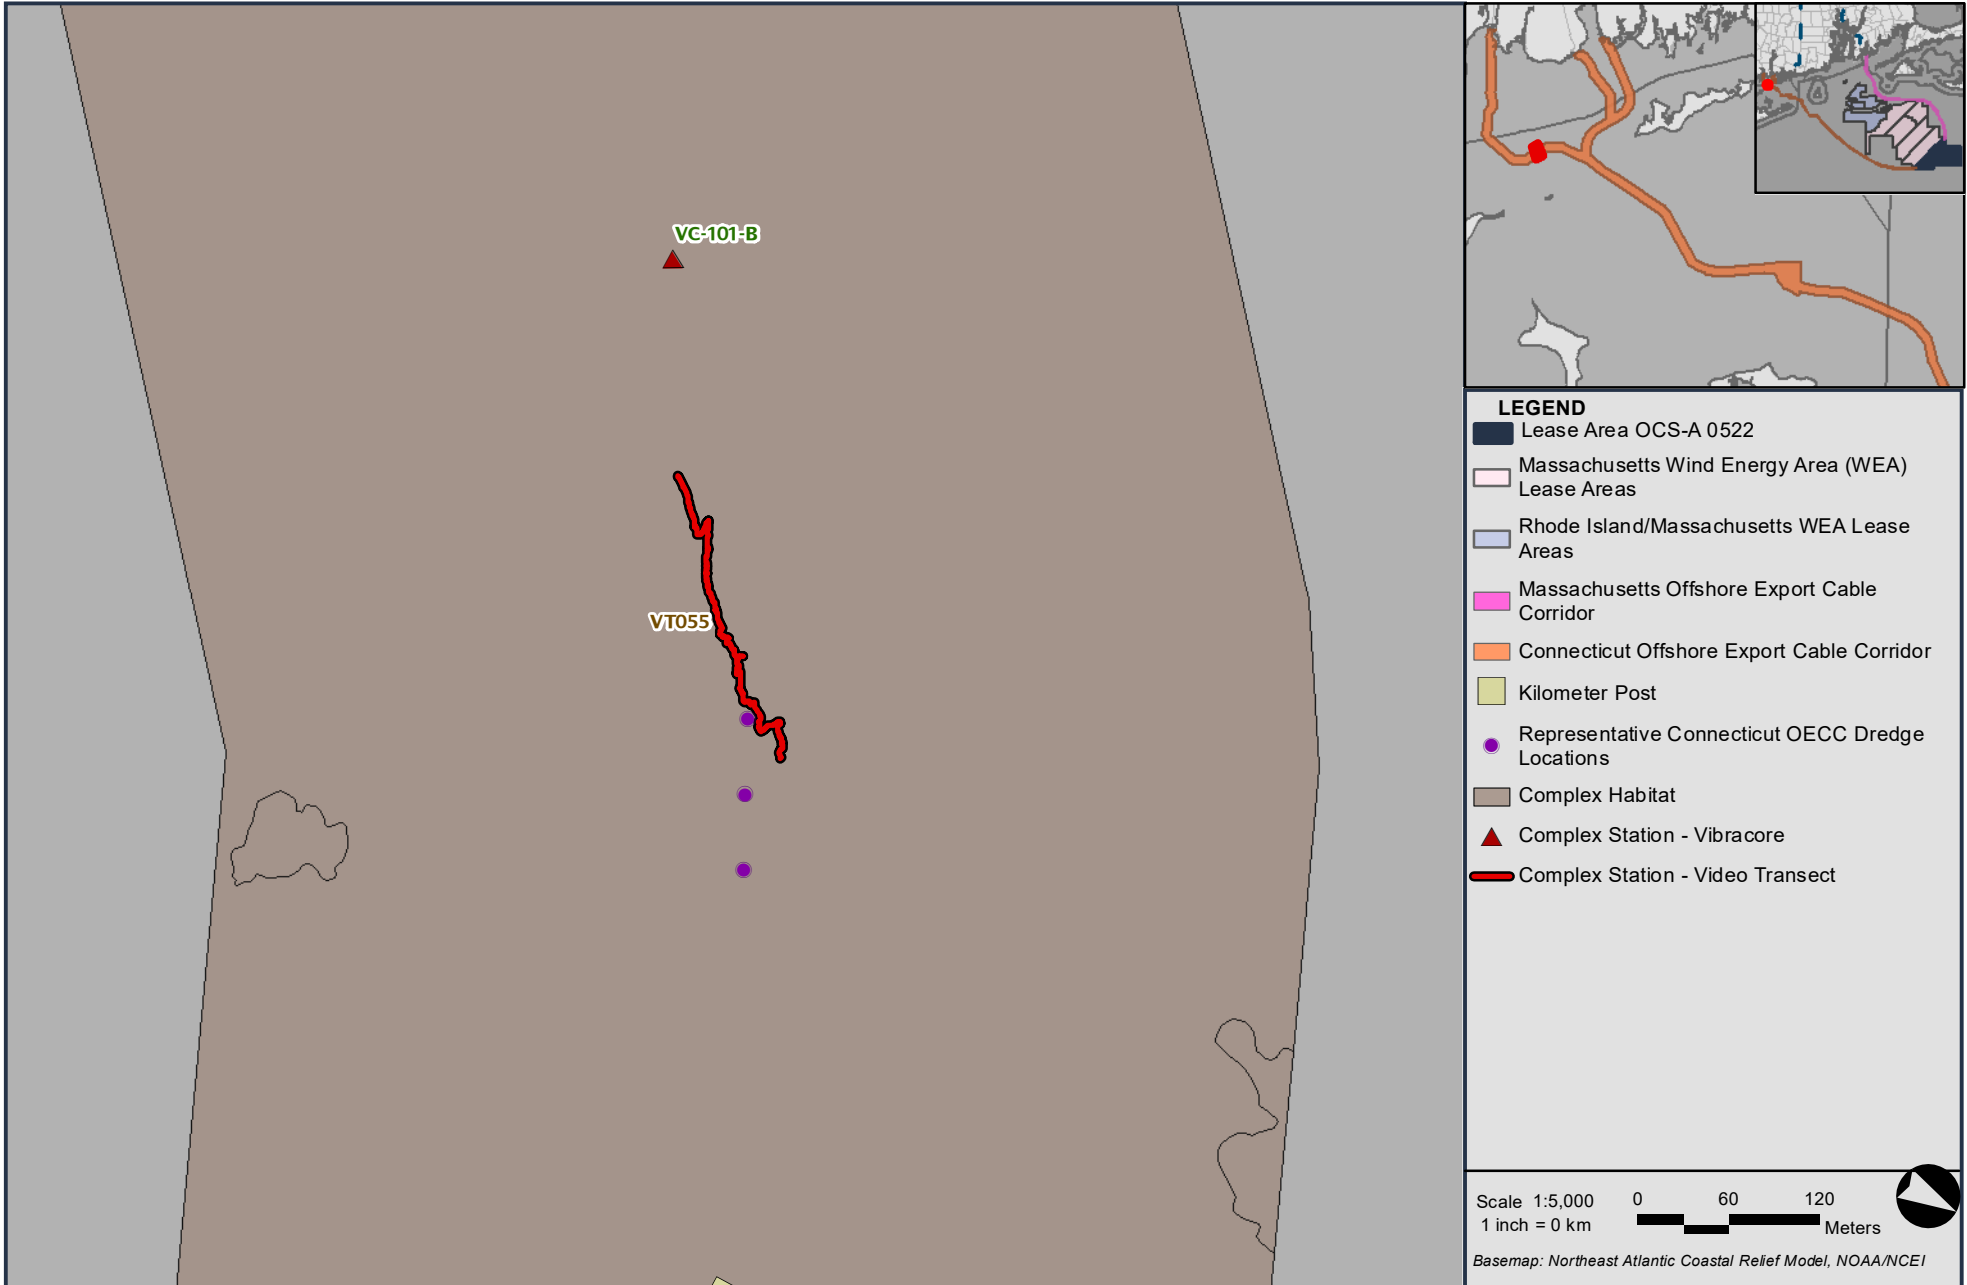 VC-101-B
VT055
LEGEND
Lease Area OCS-A 0522
Massachusetts Wind Energy Area (WEA)
Lease Areas
Rhode Island/Massachusetts WEA Lease
Areas
Massachusetts Offshore Export Cable
Corridor
Connecticut Offshore Export Cable Corridor
Kilometer Post
Representative Connecticut OECC Dredge
Locations
Complex Habitat
Complex Station - Vibracore
Complex Station - Video Transect
Scale 1:5,000
1 inch = 0 km
0 60 120
Meters
Basemap: Northeast Atlantic Coastal Relief Model, NOAA/NCEI